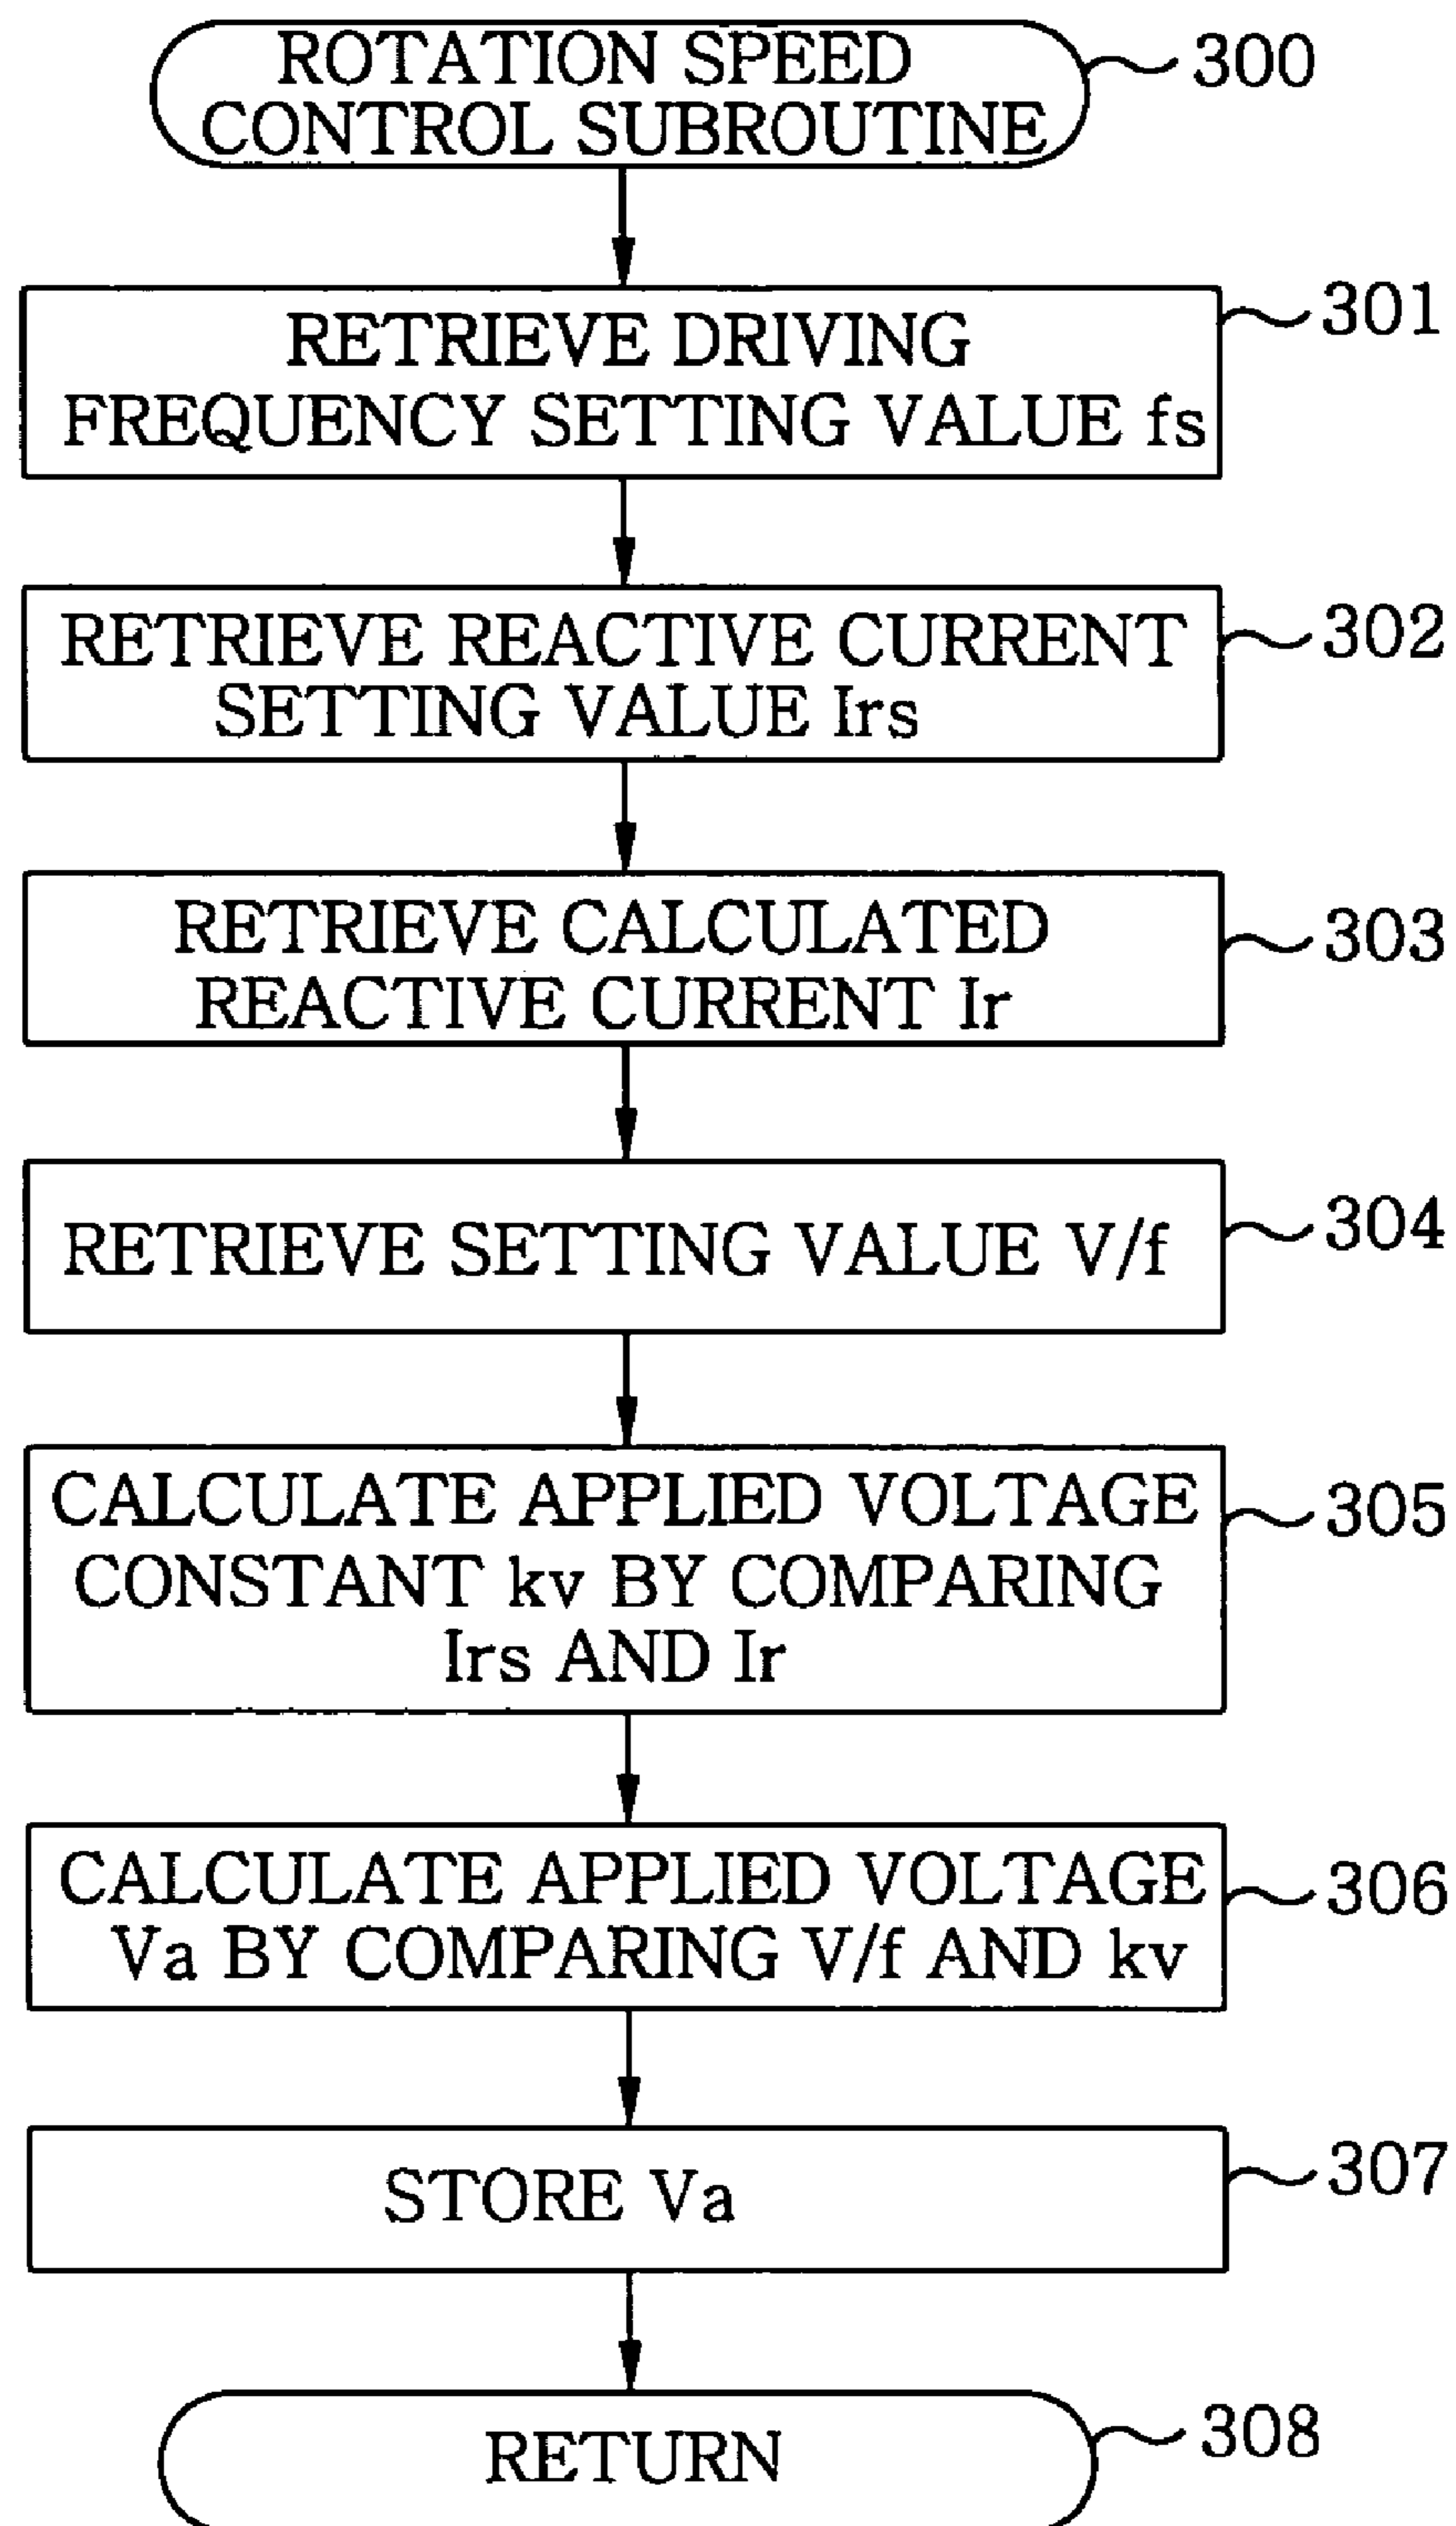 ROTATION SPEED
CONTROL SUBROUTINE
300
RETRIEVE DRIVING
FREQUENCY SETTING VALUE fs
301
RETRIEVE REACTIVE CURRENT
SETTING VALUE Irs
302
RETRIEVE CALCULATED
REACTIVE CURRENT Ir
303
RETRIEVE SETTING VALUE V/f
304
CALCULATE APPLIED VOLTAGE
CONSTANT kv BY COMPARING
Irs AND Ir
305
CALCULATE APPLIED VOLTAGE
Va BY COMPARING V/f AND kv
306
STORE Va
307
RETURN
308